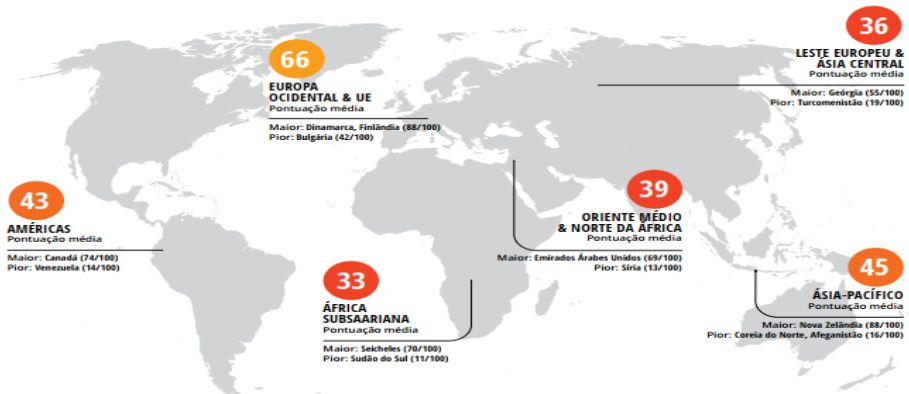 36
LESTE EUROPEU &
ÁSIA CENTRAL
Pontuação média
Maior: Geórgia (55/100)
Pior: Turcomenistão (19/100)
66
EUROPA
OCIDENTAL & UE
Pontuação média
Maior: Dinamarca, Finlândia (88/100)
Pior: Bulgária (42/100)
43
AMÉRICAS
Pontuação média
Maior: Canadá (74/100)
Pior: Venezuela (14/100)
39
ORIENTE MÉDIO
& NORTE DA ÁFRICA
Pontuação média
Maior: Emirados Árabes Unidos (69/100)
Pior: Síria (13/100)
33
ÁFRICA
SUBSAARIANA
Pontuação média
Maior: Seicheles (70/100)
Pior: Sudão do Sul (11/100)
45
ÁSIA-PACÍFICO
Pontuação média
Maior: Nova Zelândia (88/100)
Pior: Coreia do Norte, Afeganistão (16/100)